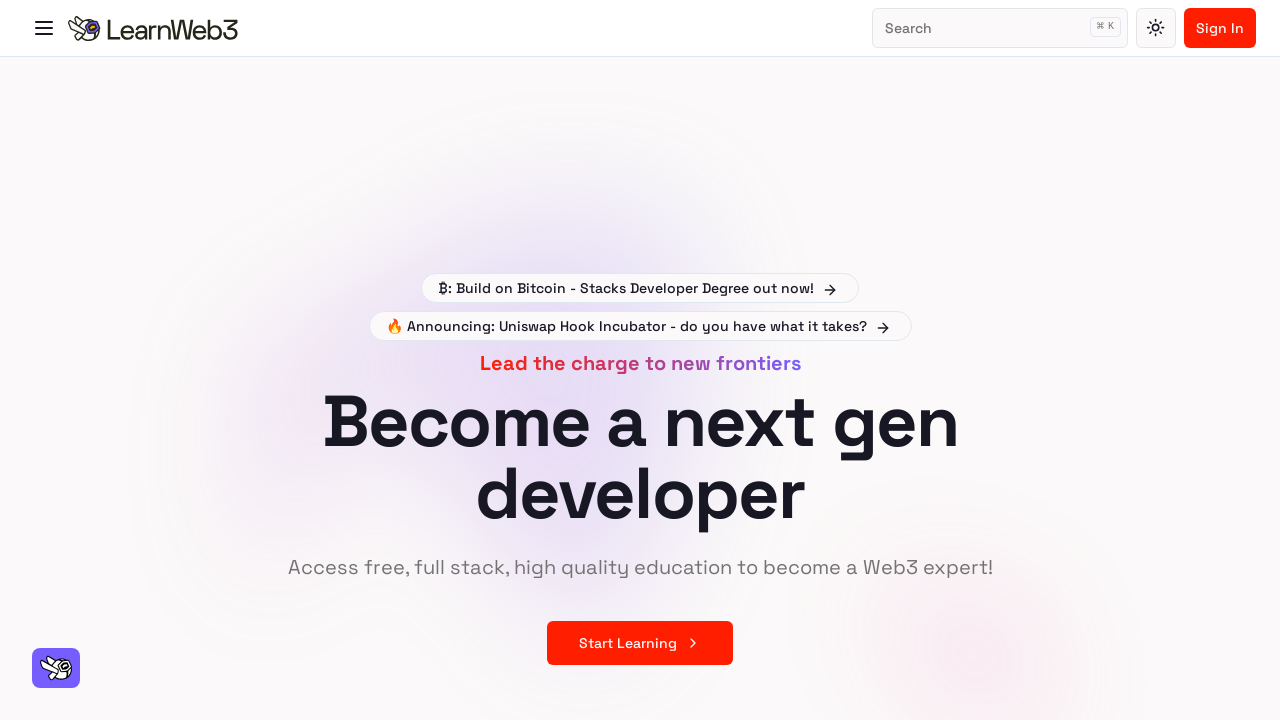 LearnWeb3
Search
⌘ K
Sign In
₿: Build on Bitcoin - Stacks Developer Degree out now!
🔥 Announcing: Uniswap Hook Incubator - do you have what it takes?
Lead the charge to new frontiers
Become a next gen
developer
Access free, full stack, high quality education to become a Web3 expert!
Start Learning